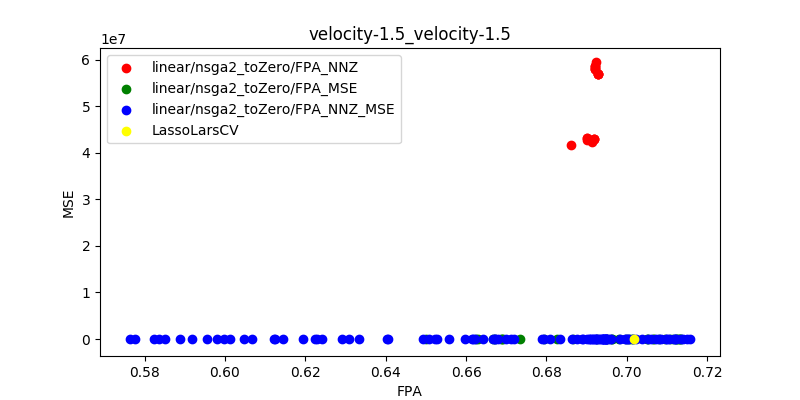 velocity-1.5_velocity-1.5
1e7
linear/nsga2_toZero/FPA_NNZ
linear/nsga2_toZero/FPA_MSE
linear/nsga2_toZero/FPA_NNZ_MSE
LassoLarsCV
6
5
4
3
2
1
0
MSE
0.58 0.60 0.62 0.64 0.66 0.68 0.70 0.72
FPA